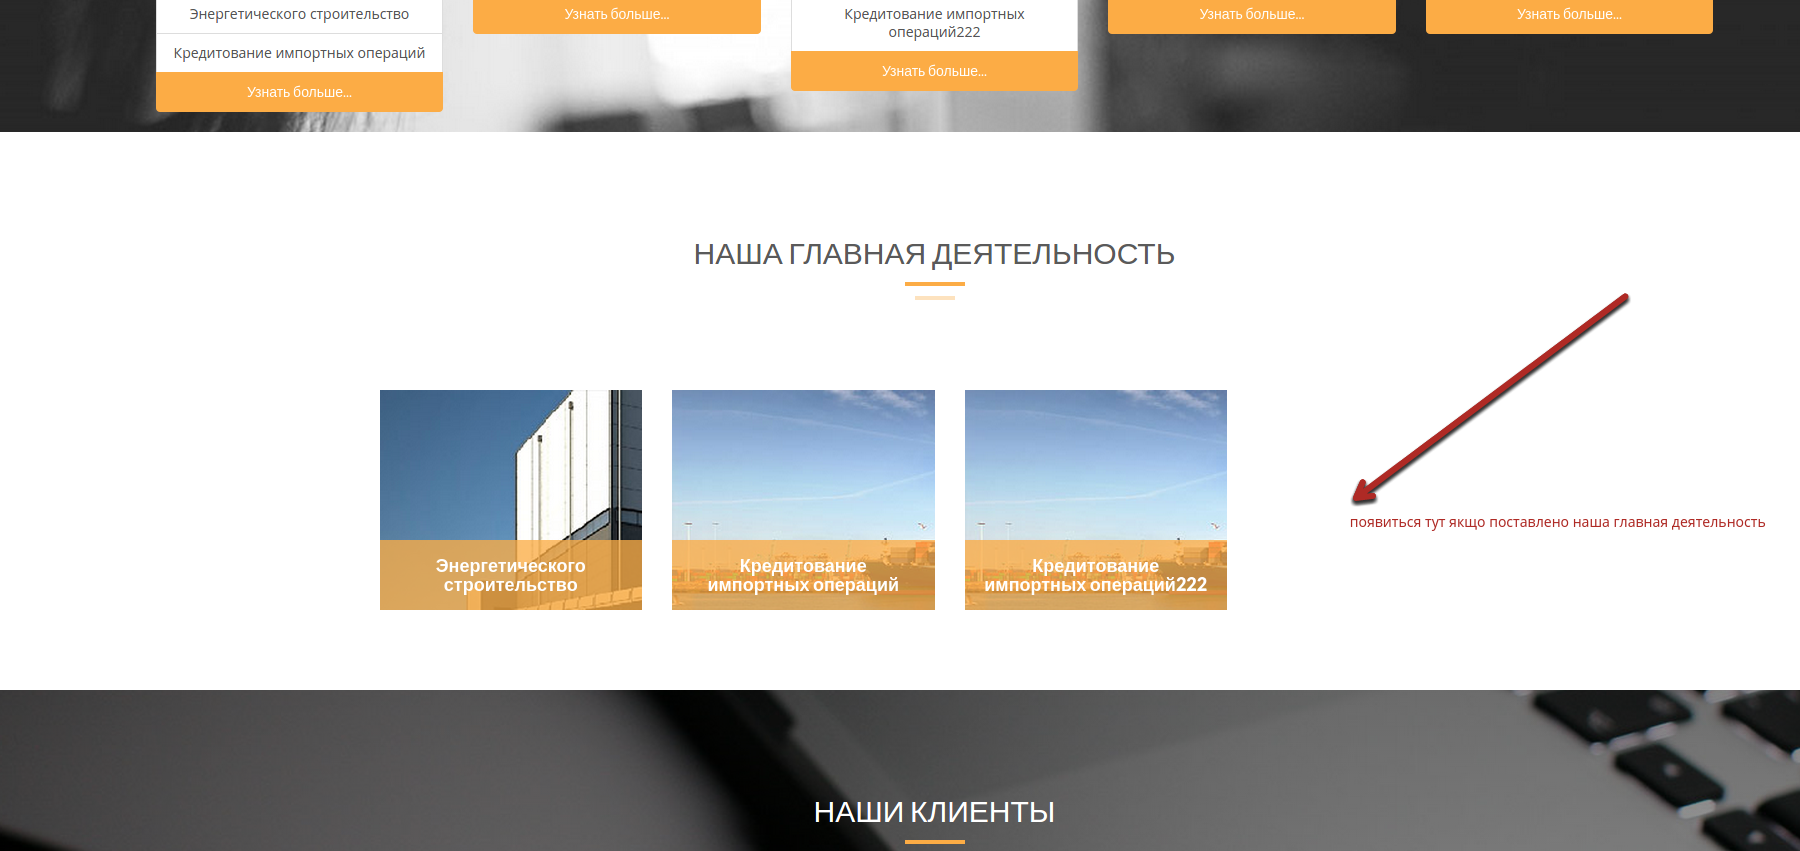 Энергетического строительство
Кредитование импортных операций
Узнать больше...
Узнать больше...
Кредитование импортных
операций222
Узнать больше...
Узнать больше...
Узнать больше...
НАША ГЛАВНАЯ ДЕЯТЕЛЬНОСТЬ
появиться тут якщо поставлено наша главная деятельность
Энергетического
строительство
Кредитование
импортных операций
Кредитование
импортных операций222
НАШИ КЛИЕНТЫ